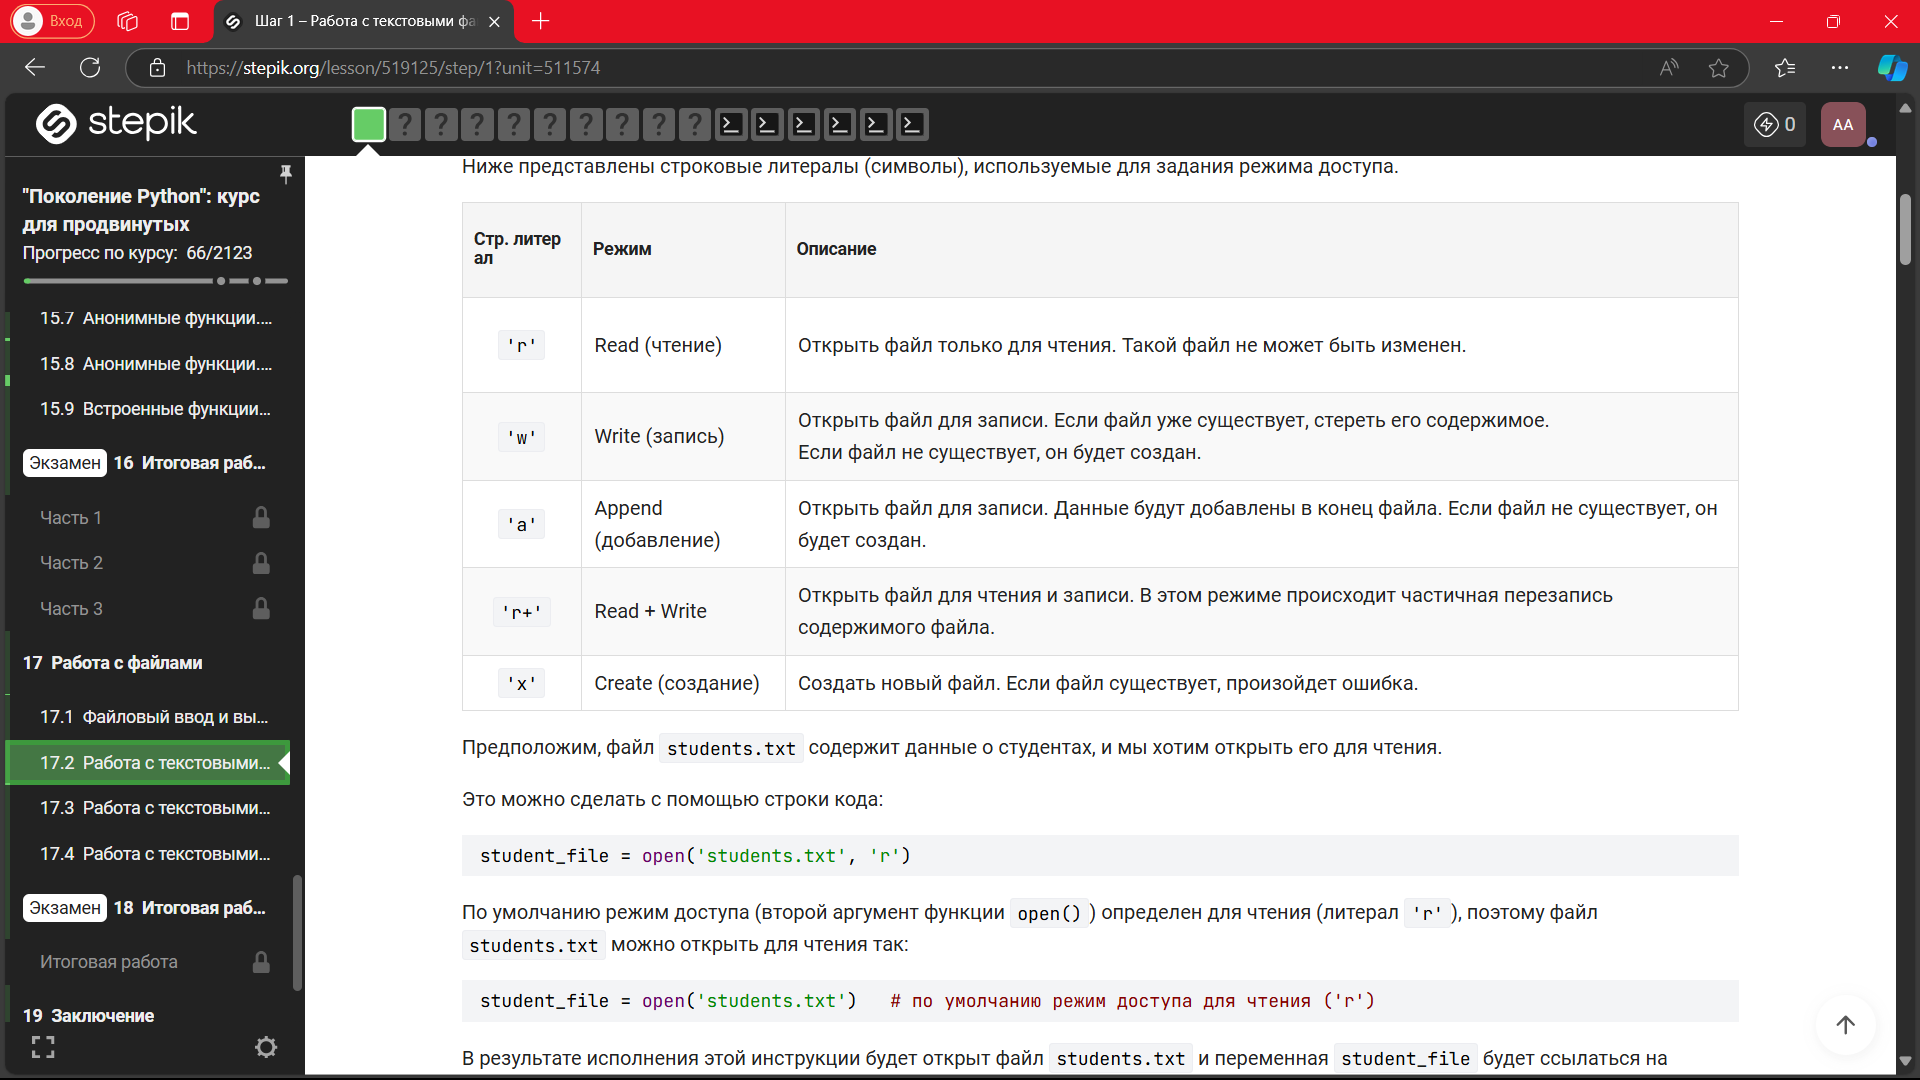 Вход
Шаг 1 – Работа с текстовыми фа
https://stepik.org/lesson/519125/step/1?unit=511574
stepik
? ? ? ? ? ? ? ? ?
0
AA
"Поколение Python": курс
для продвинутых
Прогресс по курсу: 66/2123
15.7 Анонимные функции....
15.8 Анонимные функции....
15.9 Встроенные функции...
Экзамен 16 Итоговая раб...
Часть 1
Часть 2
Часть 3
17 Работа с файлами
17.1 Файловый ввод и вы...
17.2 Работа с текстовыми...
17.3 Работа с текстовыми...
17.4 Работа с текстовыми...
Экзамен 18 Итоговая раб...
Итоговая работа
19 Заключение
Ниже представлены строковые литералы (символы), используемые для задания режима доступа.
Стр. литер
ал
Режим
Описание
'r'
Read (чтение)
Открыть файл только для чтения. Такой файл не может быть изменен.
'w'
Write (запись)
Открыть файл для записи. Если файл уже существует, стереть его содержимое.
Если файл не существует, он будет создан.
'a'
Append
(добавление)
Открыть файл для записи. Данные будут добавлены в конец файла. Если файл не существует, он
будет создан.
'r+'
Read + Write
Открыть файл для чтения и записи. В этом режиме происходит частичная перезапись
содержимого файла.
'x'
Create (создание)
Создать новый файл. Если файл существует, произойдет ошибка.
Предположим, файл students.txt содержит данные о студентах, и мы хотим открыть его для чтения.
Это можно сделать с помощью строки кода:
student_file = open('students.txt', 'r')
По умолчанию режим доступа (второй аргумент функции open() ) определен для чтения (литерал 'r' ), поэтому файл
students.txt можно открыть для чтения так:
student_file = open('students.txt') # по умолчанию режим доступа для чтения ('r')
В результате исполнения этой инструкции будет открыт файл students.txt и переменная student_file будет ссылаться на